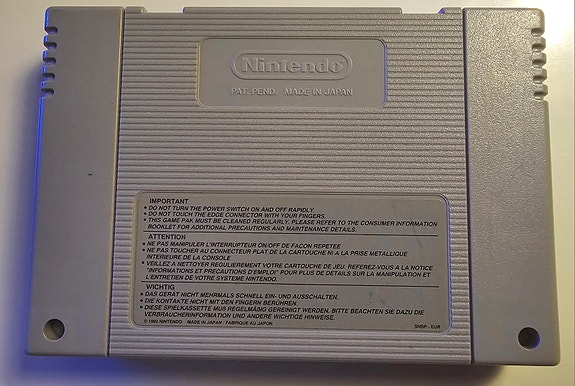 Nintendo
PAT. PEND. MADE IN JAPAN
IMPORTANT
• DO NOT TURN THE POWER SWITCH ON AND OFF RAPIDLY.
• DO NOT TOUCH THE EDGE CONNECTOR WITH YOUR FINGERS.
• THIS GAME PAK MUST BE CLEANED REGULARLY. PLEASE REFER TO THE CONSUMER INFORMATION
BOOKLET FOR ADDITIONAL PRECAUTIONS AND MAINTENANCE DETAILS.
ATTENTION
• NE PAS MANIPULER L'INTERRUPTEUR ON/OFF DE FACON REPETEE
• NE PAS TOUCHER AU CONNECTEUR PLAT DE LA CARTOUCHE NI A LA PRISE METALLIQUE
INTERIEURE DE LA CONSOLE
• VEILLEZ A NETTOYER REGULIEREMENT VOTRE CARTOUCHE DE JEU. REFEREZ-VOUS A LA NOTICE
"INFORMATIONS ET PRECAUTIONS D'EMPLOI" POUR PLUS DE DETAILS SUR LA MANIPULATION ET
L'ENTRETIEN DE VOTRE SYSTEME NINTENDO.
WICHTIG
• DAS GERÄT NICHT MEHRMALS SCHNELL EIN- UND AUSSCHALTEN.
• DIE KONTAKTE NICHT MIT DEN FINGERN BERÜHREN.
• DIESE SPIELKASSETTE MUß REGELMÄßIG GEREINIGT WERDEN. BITTE BEACHTEN SIE DAZU DIE
VERBRAUCHERINFORMATION UND ANDERE WICHTIGE HINWEISE.
© 1992 NINTENDO MADE IN JAPAN / FABRIQUE AU JAPON SNSP - EUR